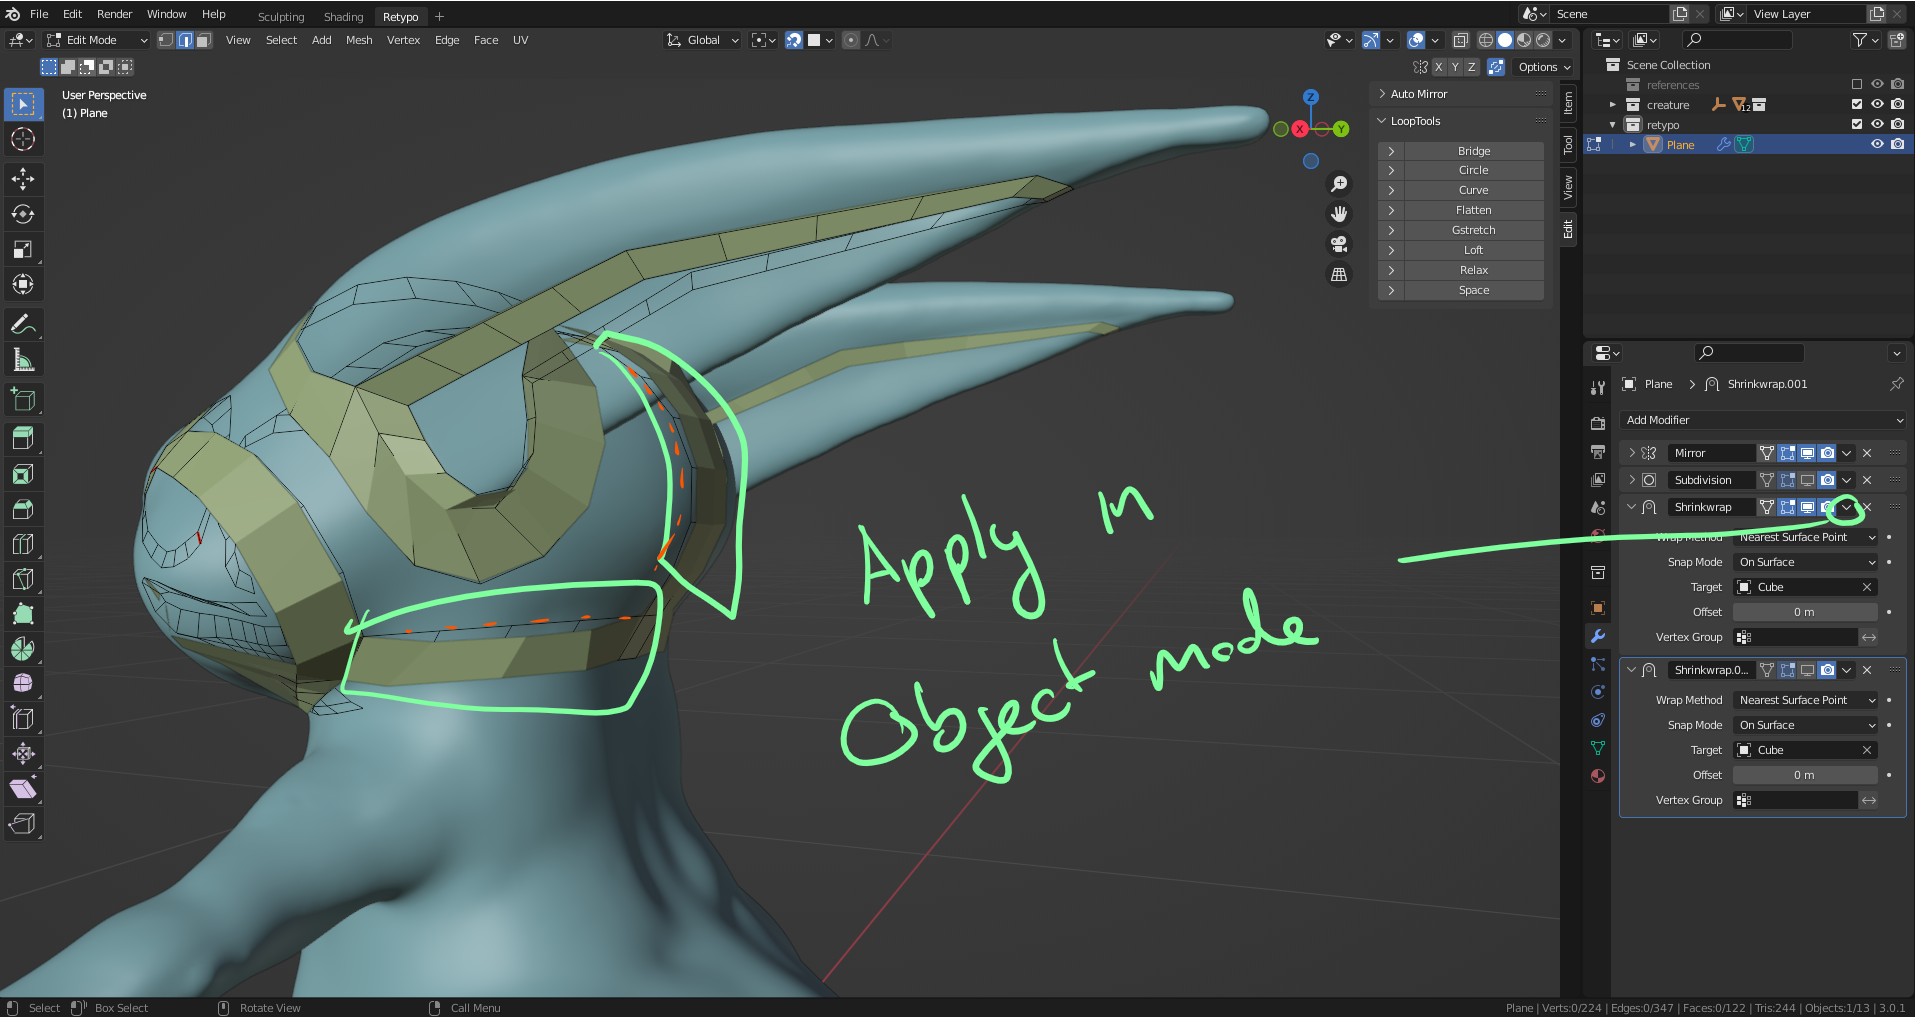 File Edit Render Window Help Sculpting Shading Retypo + Scene View Layer
Edit Mode View Select Add Mesh Vertex Edge Face UV Global
X Y Z Options
User Perspective
(1) Plane
Z
X
Y
Auto Mirror
LoopTools
Bridge
Circle
Curve
Flatten
Gstretch
Loft
Relax
Space
Item
Tool
View
Edit
Scene Collection
references
creature 12
retypo
Plane
Plane > Shrinkwrap.001
Add Modifier
Mirror
Subdivision
Shrinkwrap
Wrap Method Nearest Surface Point
Snap Mode On Surface
Target Cube
Offset 0 m
Vertex Group
Shrinkwrap.0...
Wrap Method Nearest Surface Point
Snap Mode On Surface
Target Cube
Offset 0 m
Vertex Group
Apply in
Object mode
Select Box Select Rotate View Call Menu Plane | Verts:0/224 | Edges:0/347 | Faces:0/122 | Tris:244 | Objects:1/13 | 3.0.1